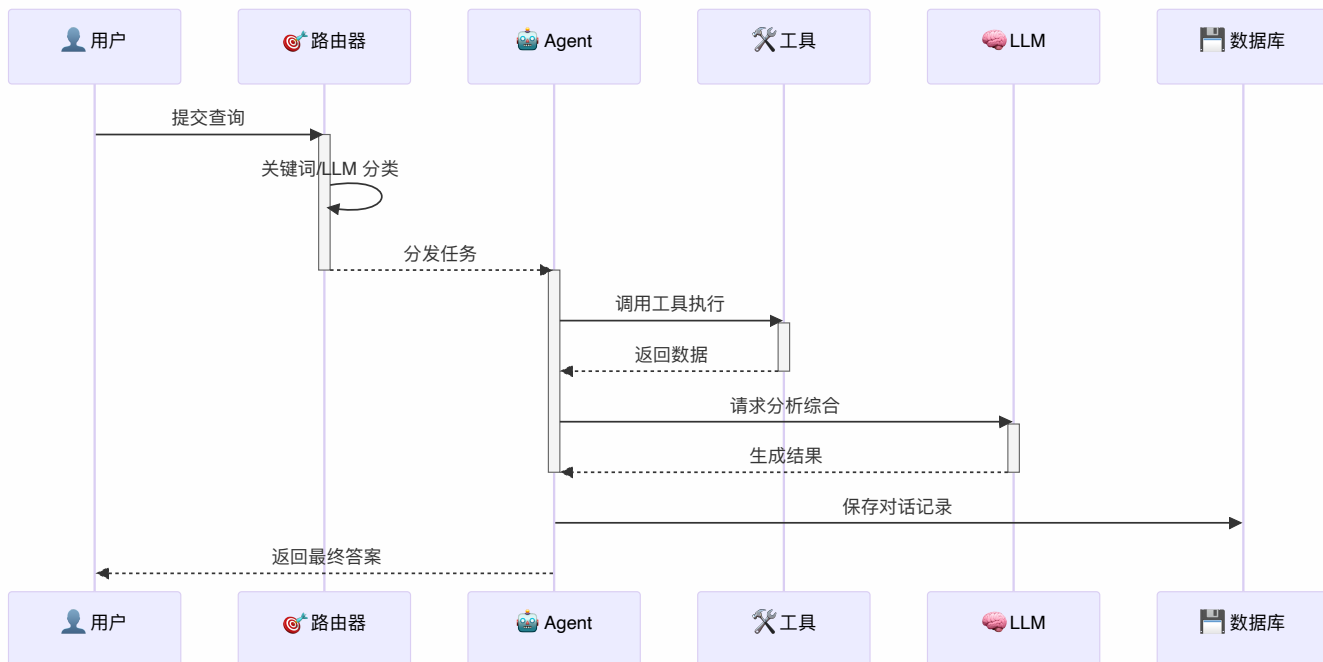 👤用户
🎯路由器
🤖Agent
🛠️工具
🧠LLM
💾数据库
提交查询
关键词/LLM 分类
分发任务
调用工具执行
返回数据
请求分析综合
生成结果
保存对话记录
返回最终答案
👤用户
🎯路由器
🤖Agent
🛠️工具
🧠LLM
💾数据库